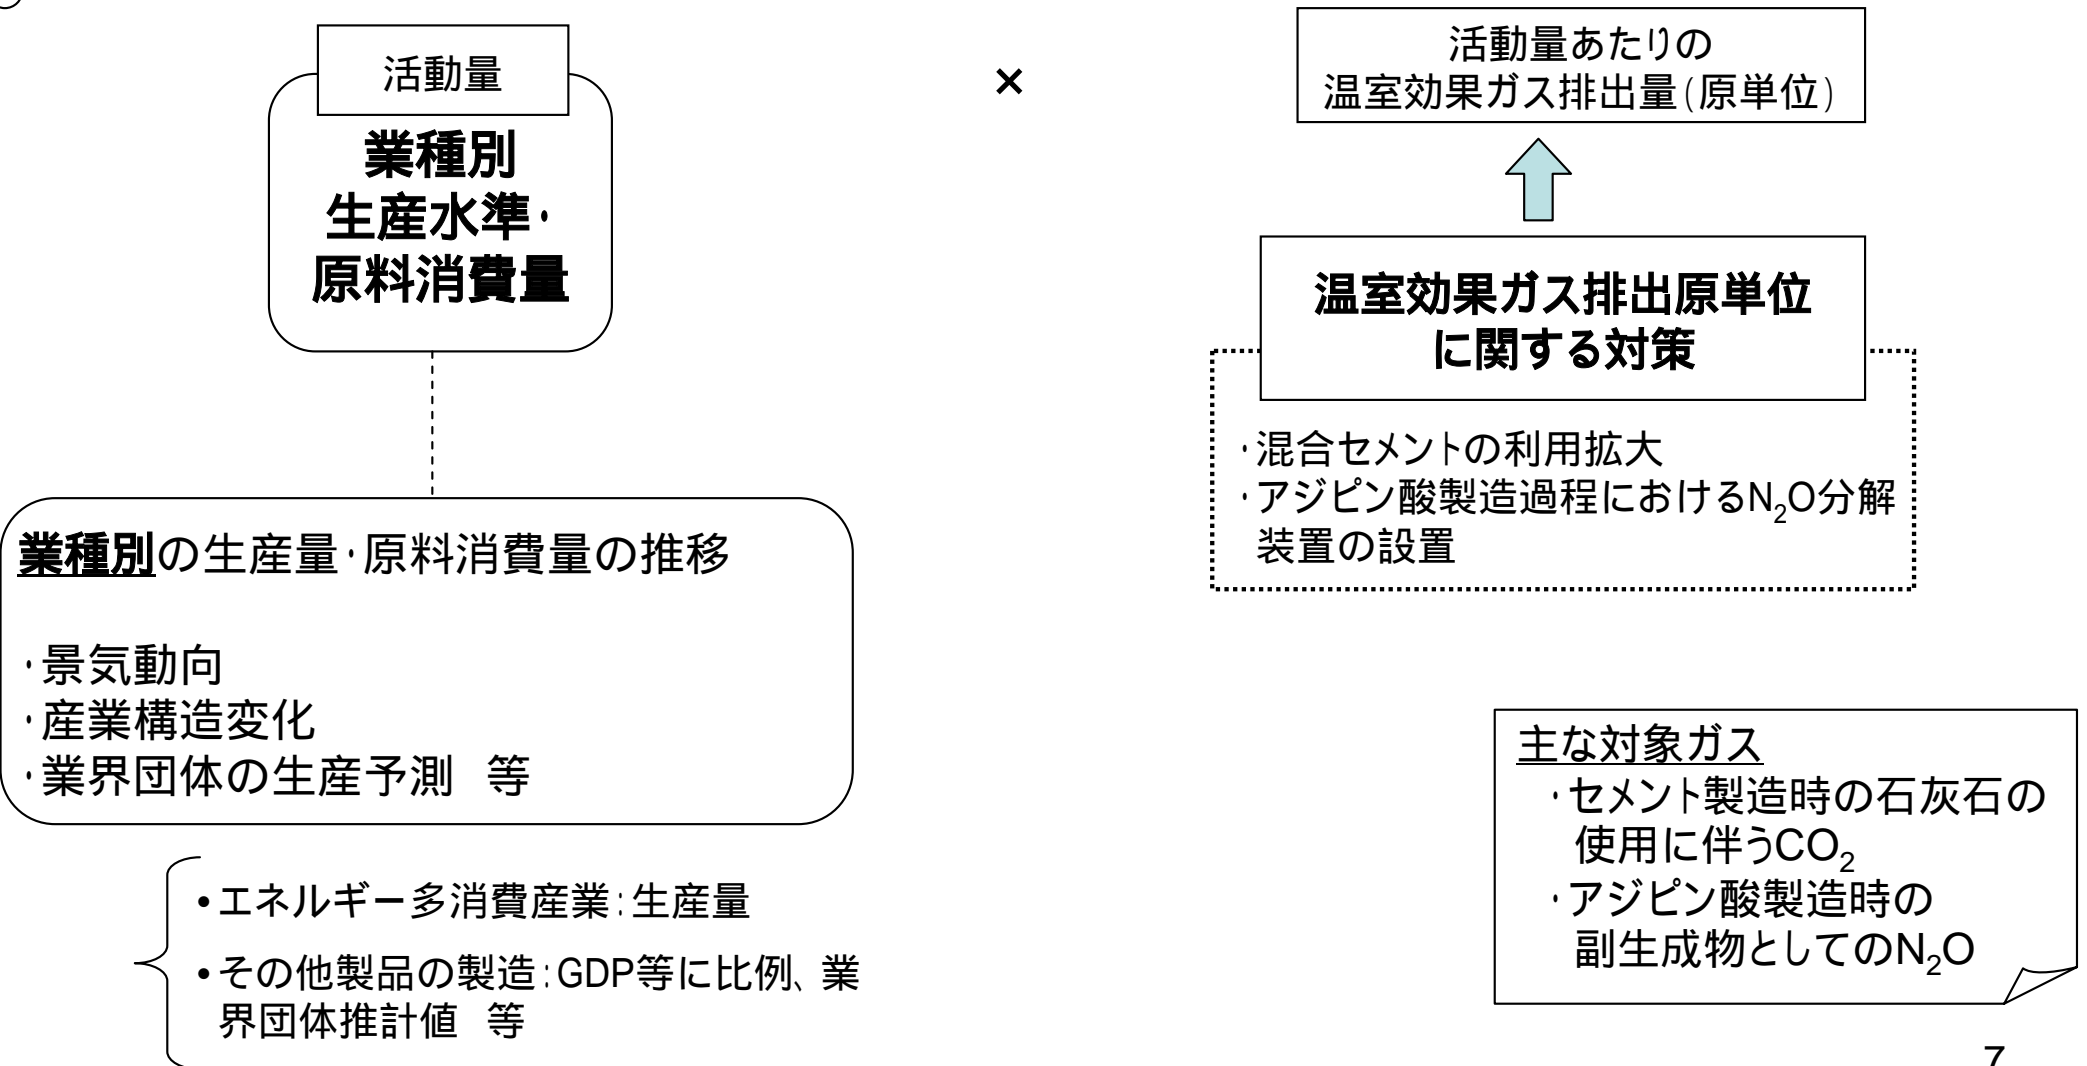 活動量
業種別
生産水準・
原料消費量
×
活動量あたりの
温室効果ガス排出量(原単位)
温室効果ガス排出原単位
に関する対策
・混合セメントの利用拡大
・アジピン酸製造過程におけるN₂O分解
装置の設置
業種別の生産量・原料消費量の推移
・景気動向
・産業構造変化
・業界団体の生産予測 等
•エネルギー多消費産業:生産量
•その他製品の製造:GDP等に比例、業
界団体推計値 等
主な対象ガス
・セメント製造時の石灰石の
使用に伴うCO₂
・アジピン酸製造時の
副生成物としてのN₂O
7